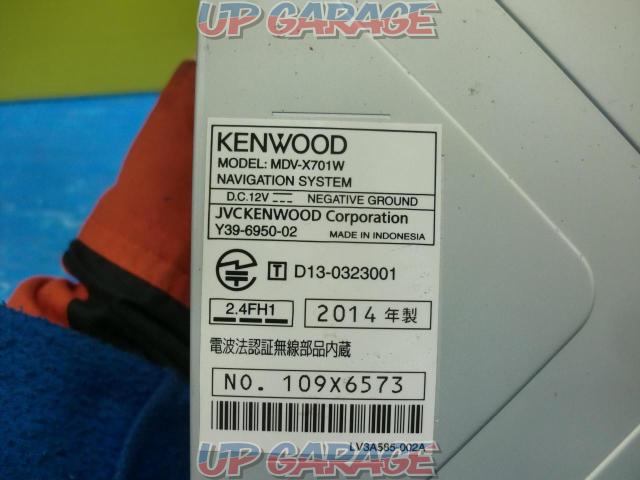 UP GARAGE
KENWOOD
MODEL: MDV-X701W
NAVIGATION SYSTEM
D.C.12V NEGATIVE GROUND
JVCKENWOOD Corporation
Y39-6950-02 MADE IN INDONESIA
T D13-0323001
2.4FH1 2014 年製
電波法認証無線部品内蔵
NO. 109X6573
LV3A585-002A
UP GARAGE